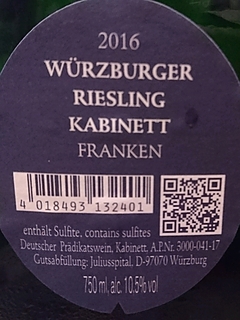 2016
WÜRZBURGER
RIESLING
KABINETT
FRANKEN
4 018493 132401
enthält Sulfite, contains sulfites
Deutscher Prädikatswein, Kabinett. A.P.Nr. 3000-041-17
Gutsabfüllung: Juliusspital. D-97070 Würzburg
750 ml, alc. 10.5% vol